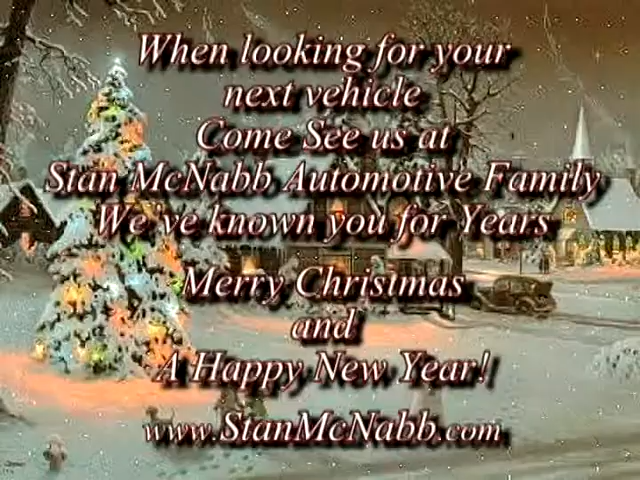 When looking for your
next vehicle
Come See us at
Stan McNabb Automotive Family
We've known you for Years
Merry Christmas
and
A Happy New Year!
www.StanMcNabb.com